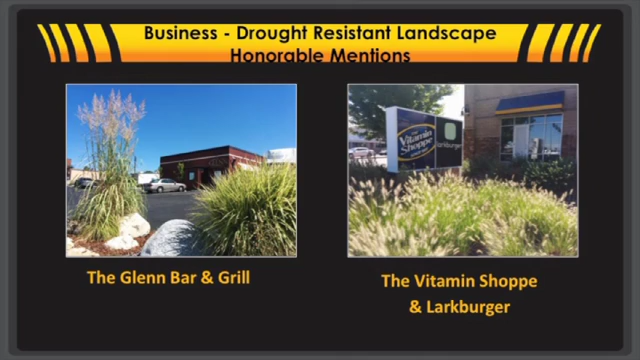 Business - Drought Resistant Landscape
Honorable Mentions
The
Vitamin
Shoppe
larkburger
The Glenn Bar & Grill
The Vitamin Shoppe
& Larkburger